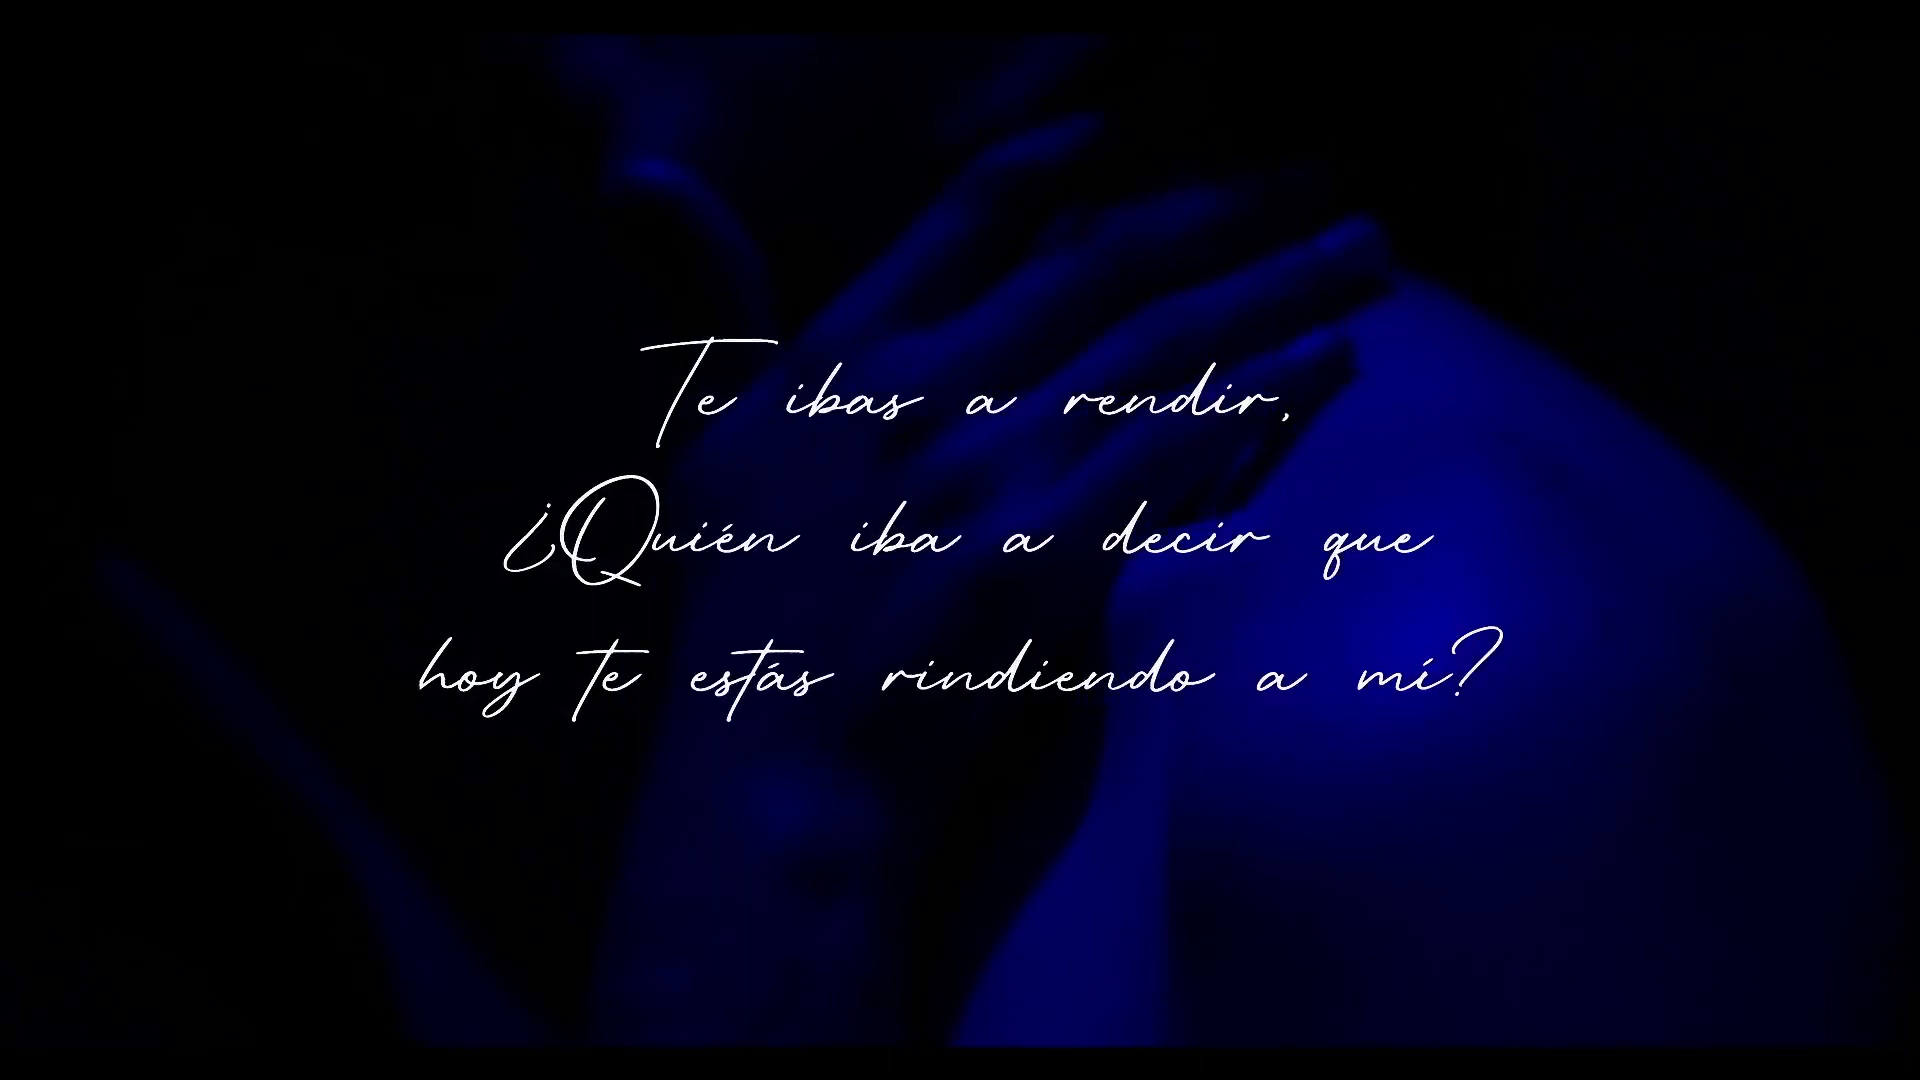 Te ibas a rendir,
¿Quién iba a decir que
hoy te estás rindiendo a mí?